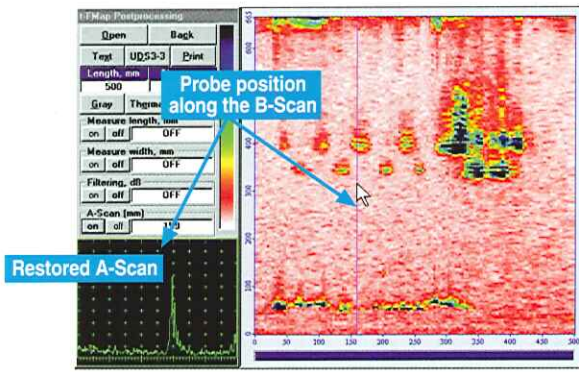 Postprocessing
Open Back
Text UDS3-3 Print
Length, mm
500
Gray
Measure length, mm
on off OFF
Measure width, mm
on off OFF
Filtering, dB
on off OFF
A-Scan (mm)
on off
Probe position
along the B-Scan
Restored A-Scan
400
300
200
100
0
0 50 100 150 200 250 300 350 400 450 500